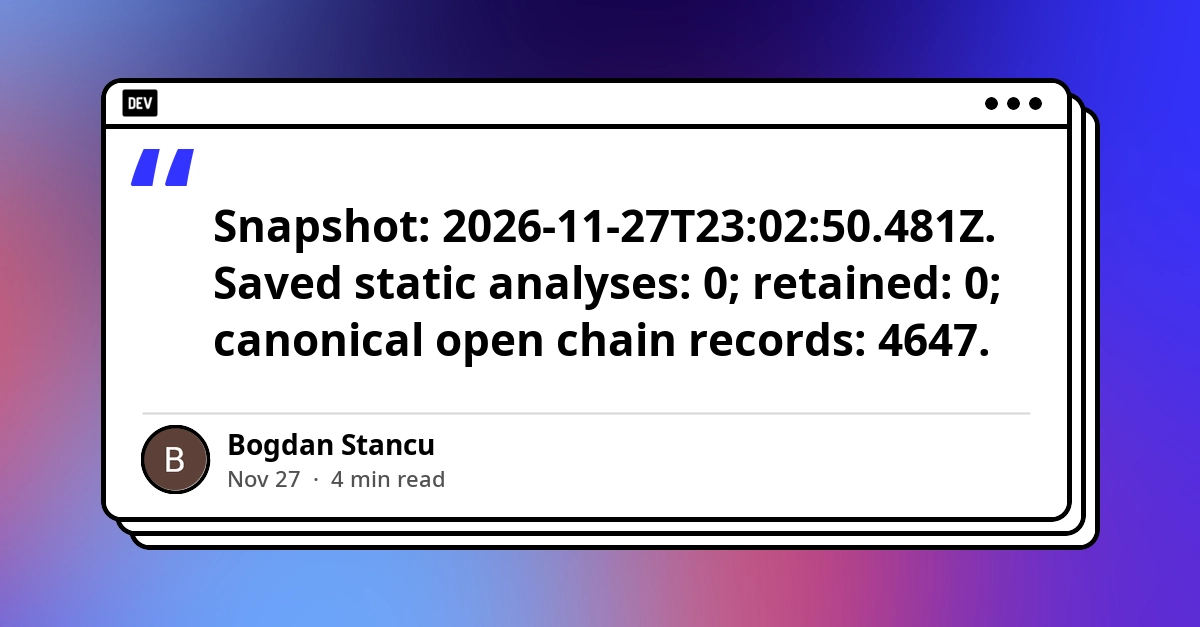 DEV
Snapshot: 2026-11-27T23:02:50.481Z.
Saved static analyses: 0; retained: 0;
canonical open chain records: 4647.
B
Bogdan Stancu
Nov 27 · 4 min read